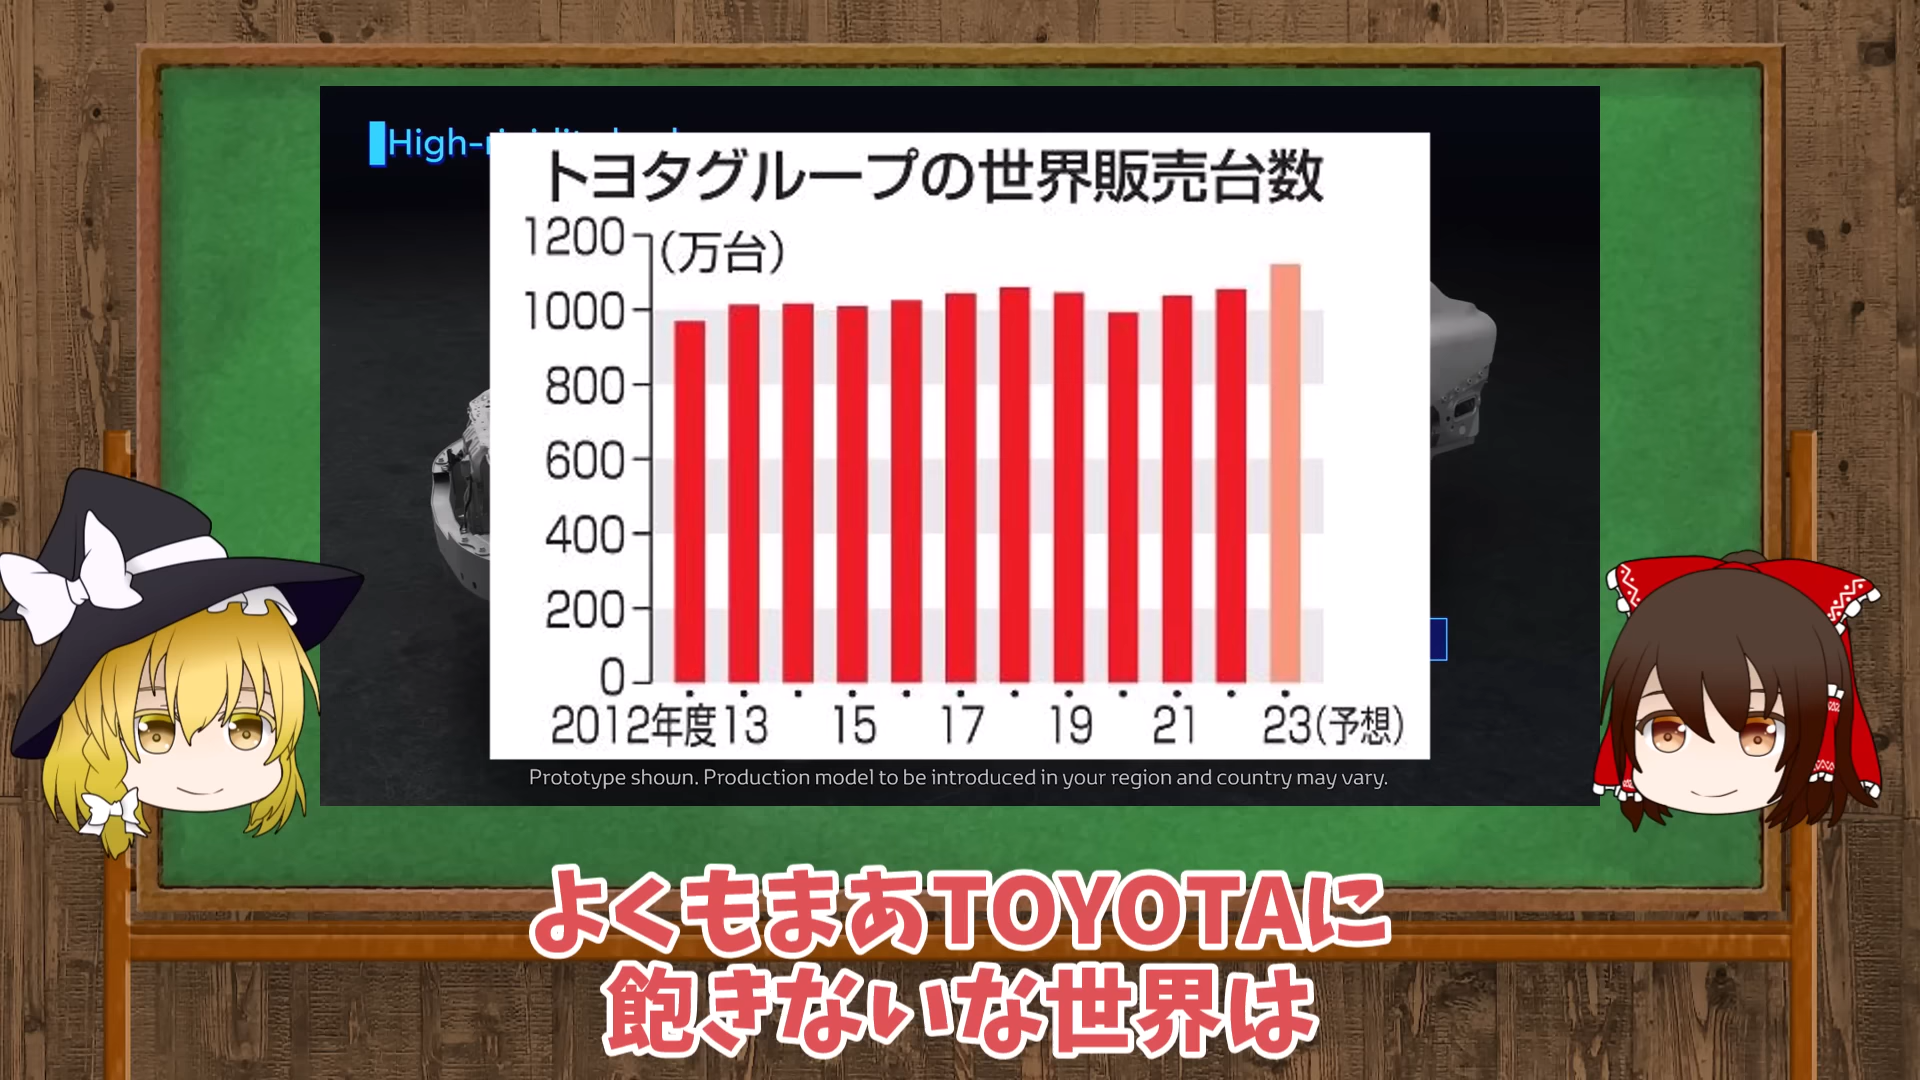 High-
トヨタグループの世界販売台数
(万台)
1200
1000
800
600
400
200
0
2012年度 13 15 17 19 21 23(予想)
Prototype shown. Production model to be introduced in your region and country may vary.
よくもまあTOYOTAに
飽きないな世界は